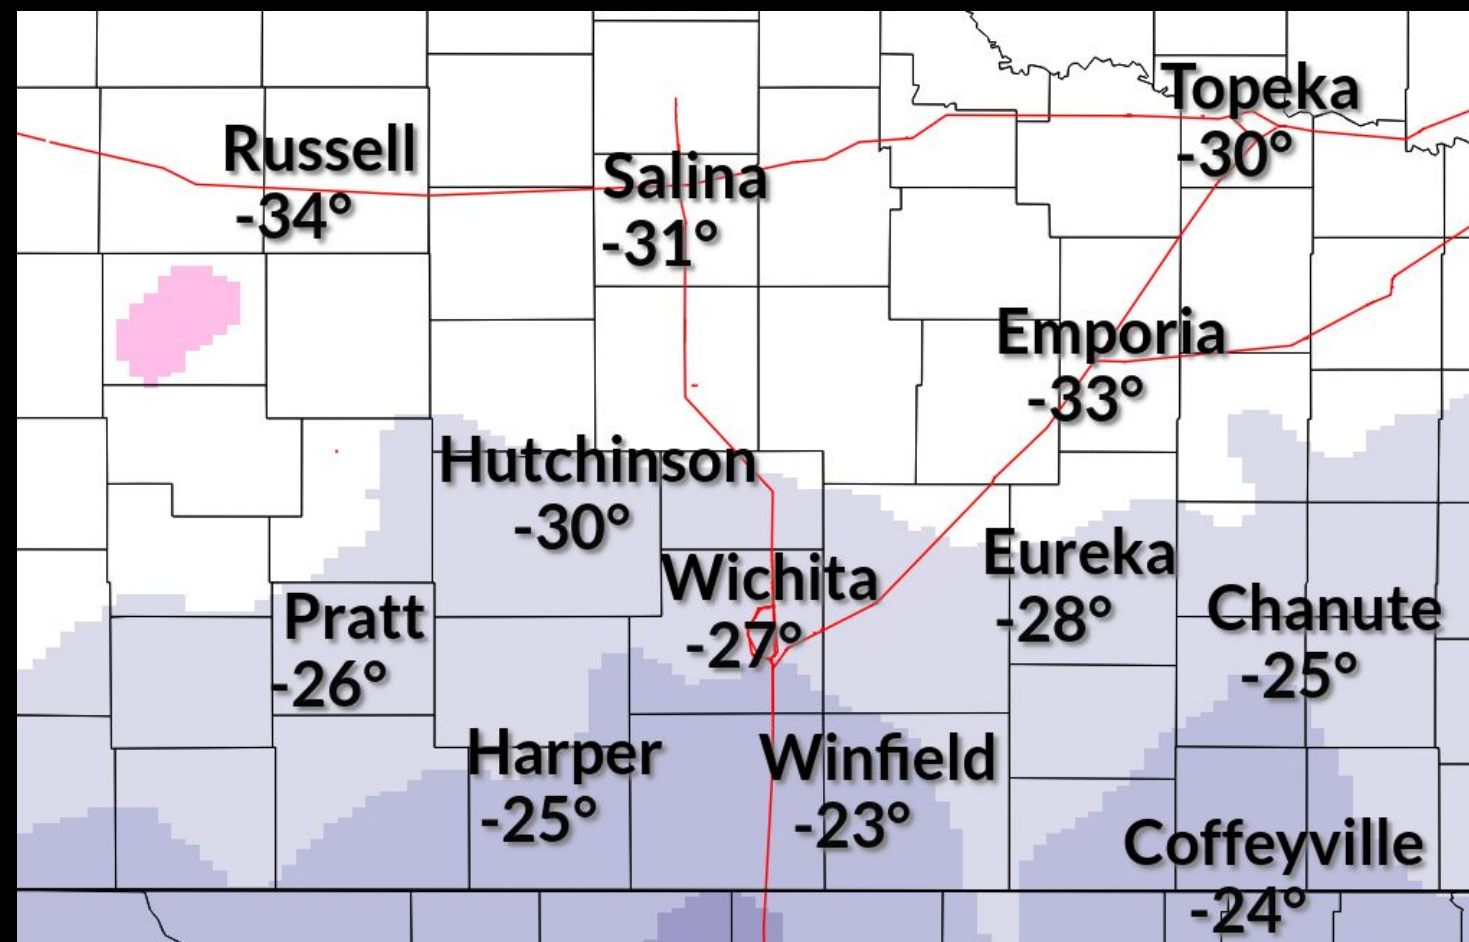 Topeka
-30°
Russell
-34°
Salina
-31°
Emporia
-33°
Hutchinson
-30°
Eureka
-28°
Wichita
-27°
Chanute
-25°
Pratt
-26°
Harper
-25°
Winfield
-23°
Coffeyville
-24°